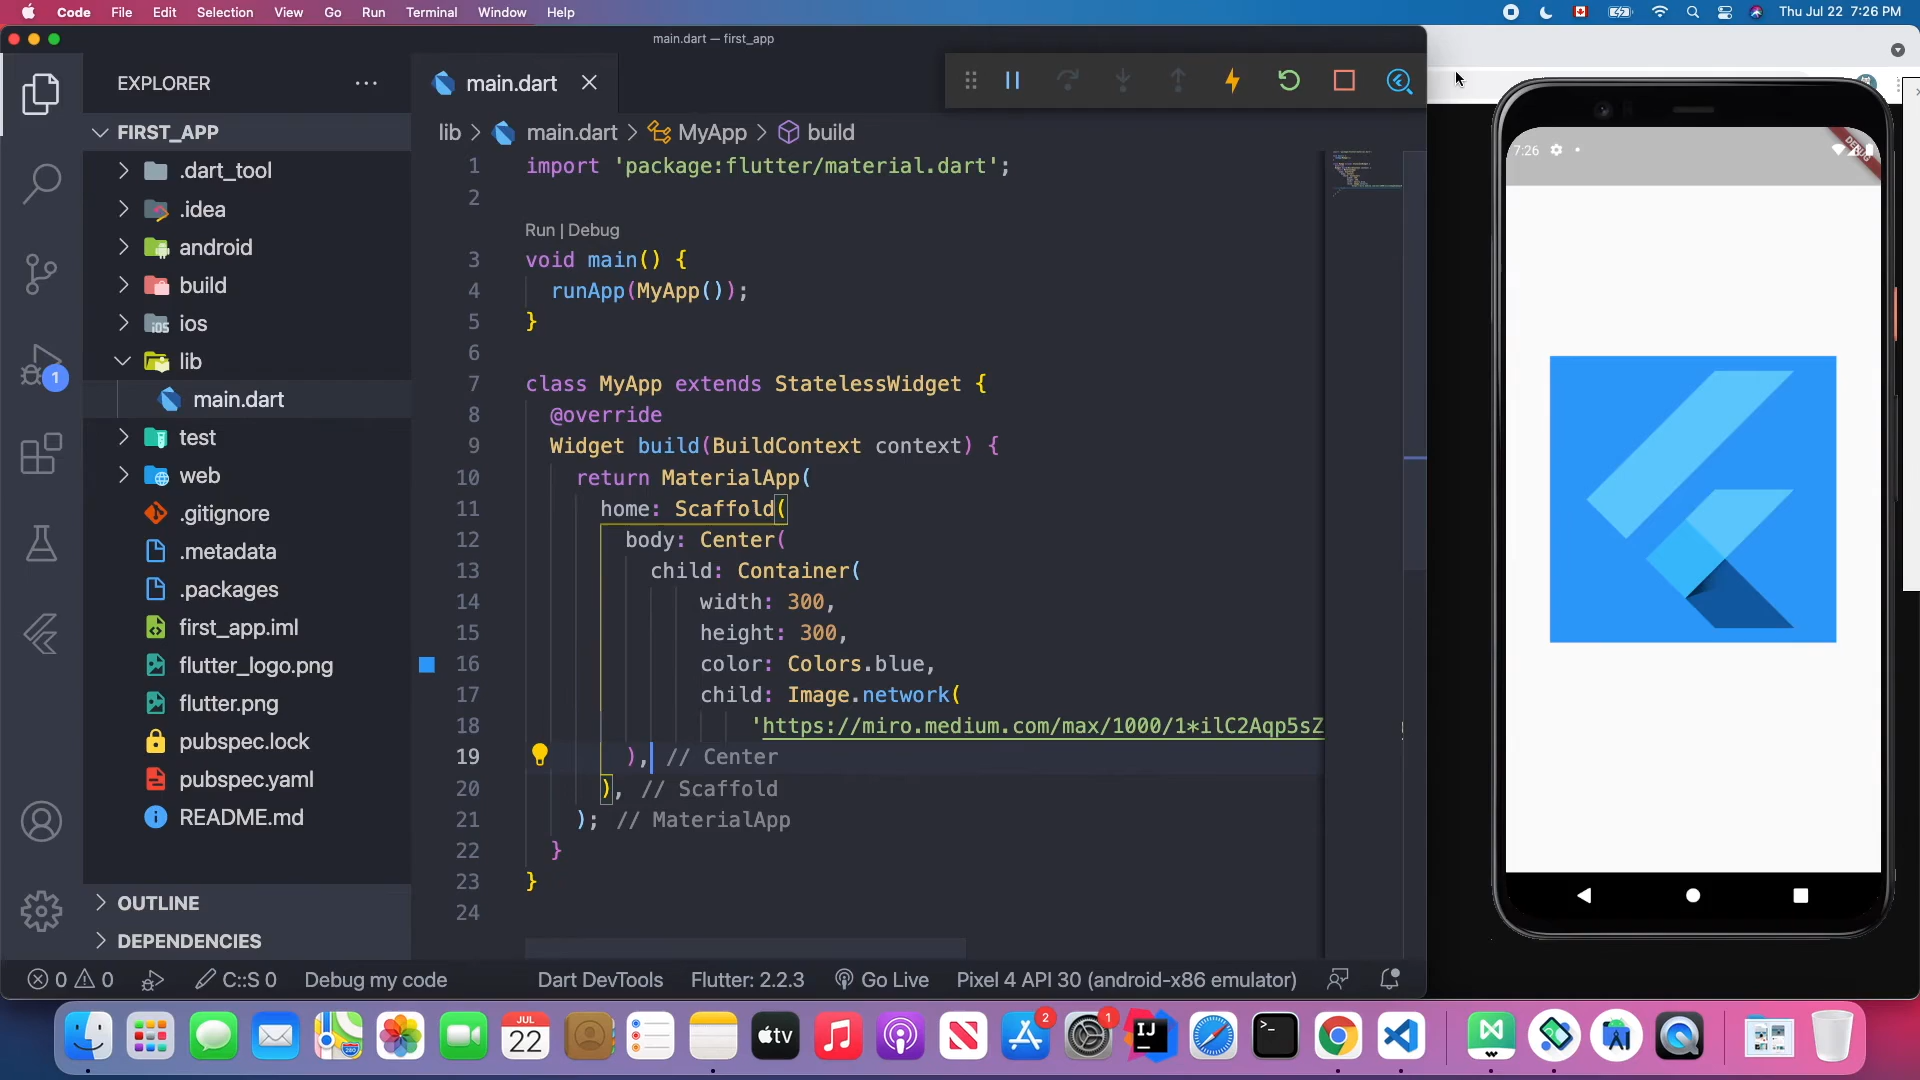 Code File Edit Selection View Go Run Terminal Window Help
Thu Jul 22 7:26 PM
main.dart — first_app
EXPLORER
main.dart
FIRST_APP
lib > main.dart > MyApp > build
.dart_tool
.idea
android
build
ios
lib
main.dart
test
web
.gitignore
.metadata
.packages
first_app.iml
flutter_logo.png
flutter.png
pubspec.lock
pubspec.yaml
README.md
OUTLINE
DEPENDENCIES
1
1 import 'package:flutter/material.dart';
2
Run | Debug
3 void main() {
4 runApp(MyApp());
5 }
6
7 class MyApp extends StatelessWidget {
8 @override
9 Widget build(BuildContext context) {
10 return MaterialApp(
11 home: Scaffold(
12 body: Center(
13 child: Container(
14 width: 300,
15 height: 300,
16 color: Colors.blue,
17 child: Image.network(
18 'https://miro.medium.com/max/1000/1*ilC2Aqp5sZ
19 ), // Center
20 ), // Scaffold
21 ); // MaterialApp
22 }
23 }
24
0 0 C::S 0 Debug my code Dart DevTools Flutter: 2.2.3 Go Live Pixel 4 API 30 (android-x86 emulator)
7:26
DEBUG
JUL
22
tv
2
1
IJ